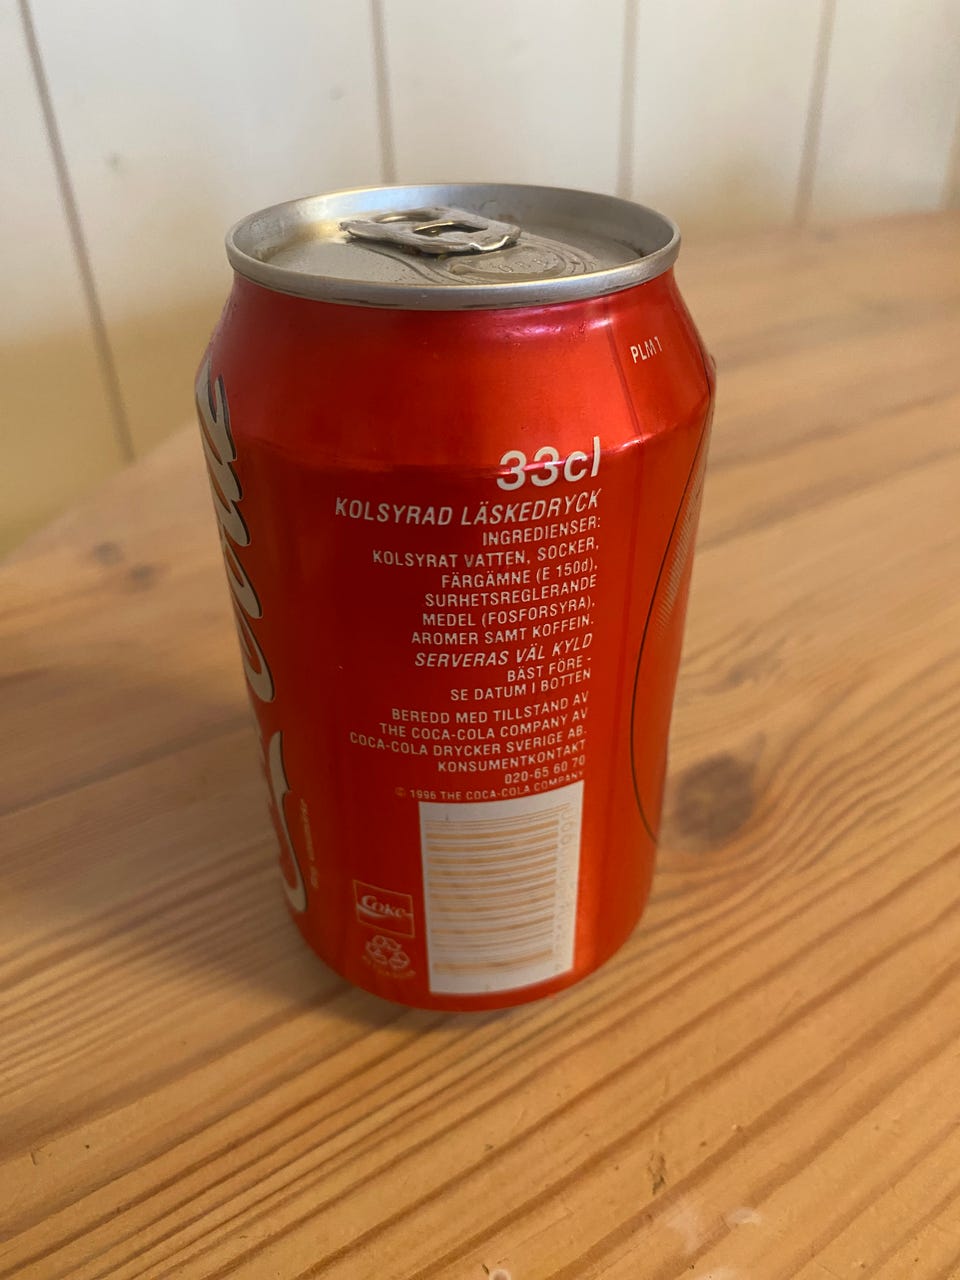 PLM 1
33cl
KOLSYRAD LÄSKEDRYCK
INGREDIENSER:
KOLSYRAT VATTEN, SOCKER,
FÄRGÄMNE (E 150d),
SURHETSREGLERANDE
MEDEL (FOSFORSYRA),
AROMER SAMT KOFFEIN.
SERVERAS VÄL KYLD
BÄST FÖRE -
SE DATUM I BOTTEN
BEREDD MED TILLSTÅND AV
THE COCA-COLA COMPANY AV
COCA-COLA DRYCKER SVERIGE AB.
KONSUMENTKONTAKT
020-65 60 70
© 1996 THE COCA-COLA COMPANY
Coke